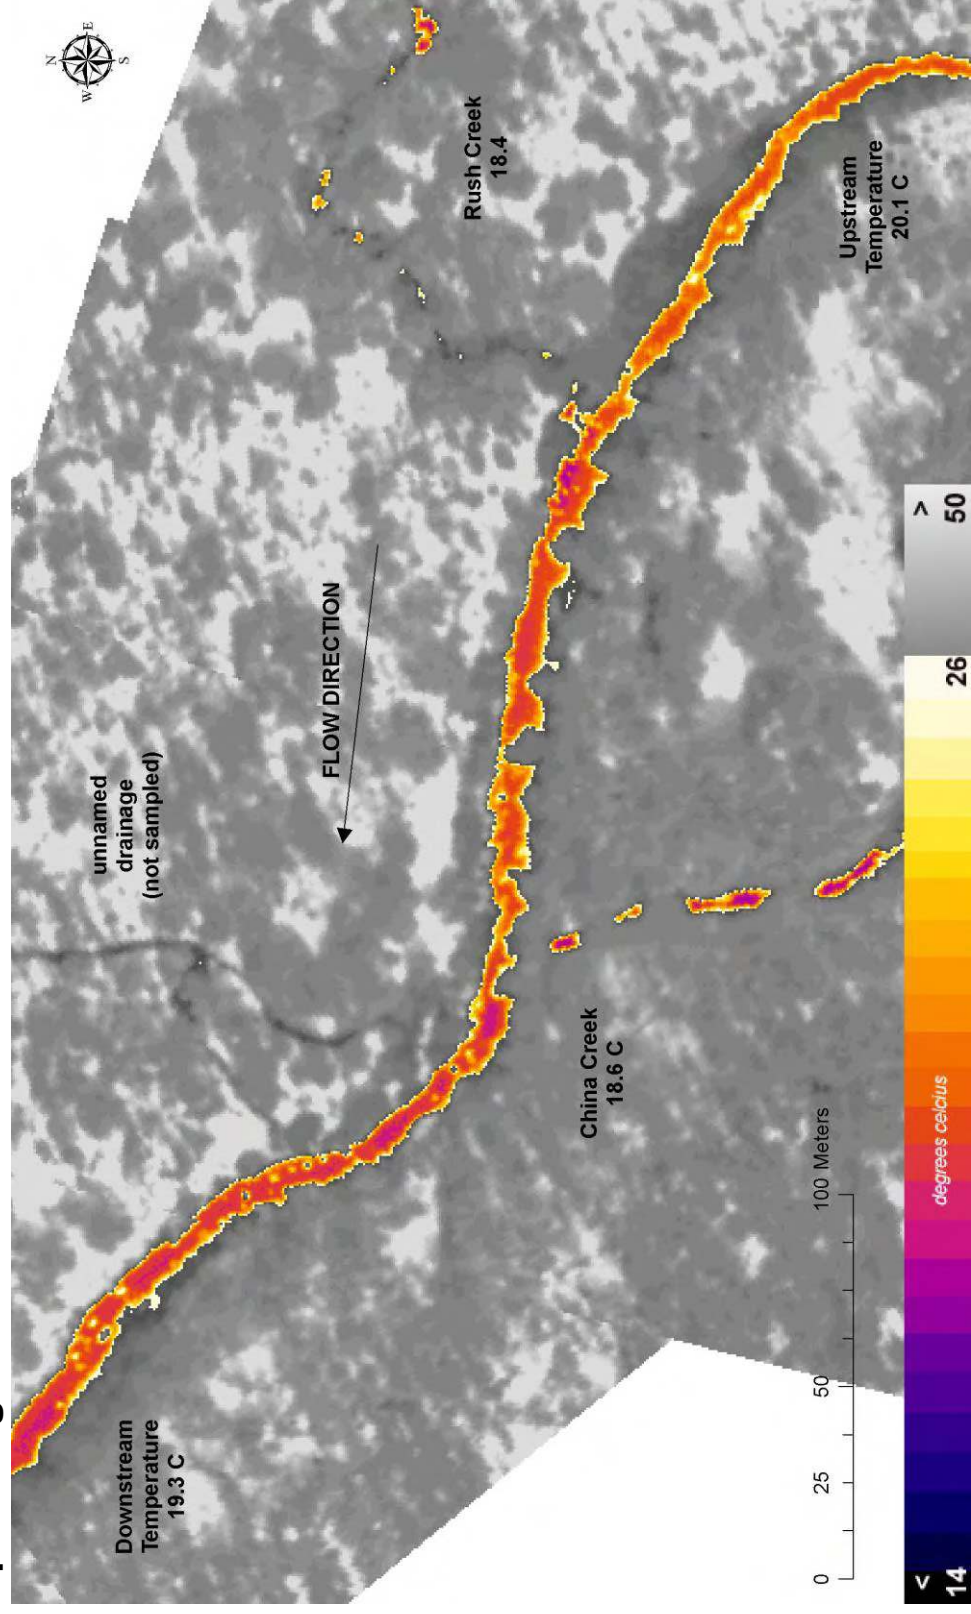 N
E
S
W
Rush Creek
18.4
Upstream
Temperature
20.1 C
FLOW DIRECTION
unnamed
drainage
(not sampled)
China Creek
18.6 C
Downstream
Temperature
19.3 C
0 25 50 100 Meters
degrees celcius
< >
14 26 50